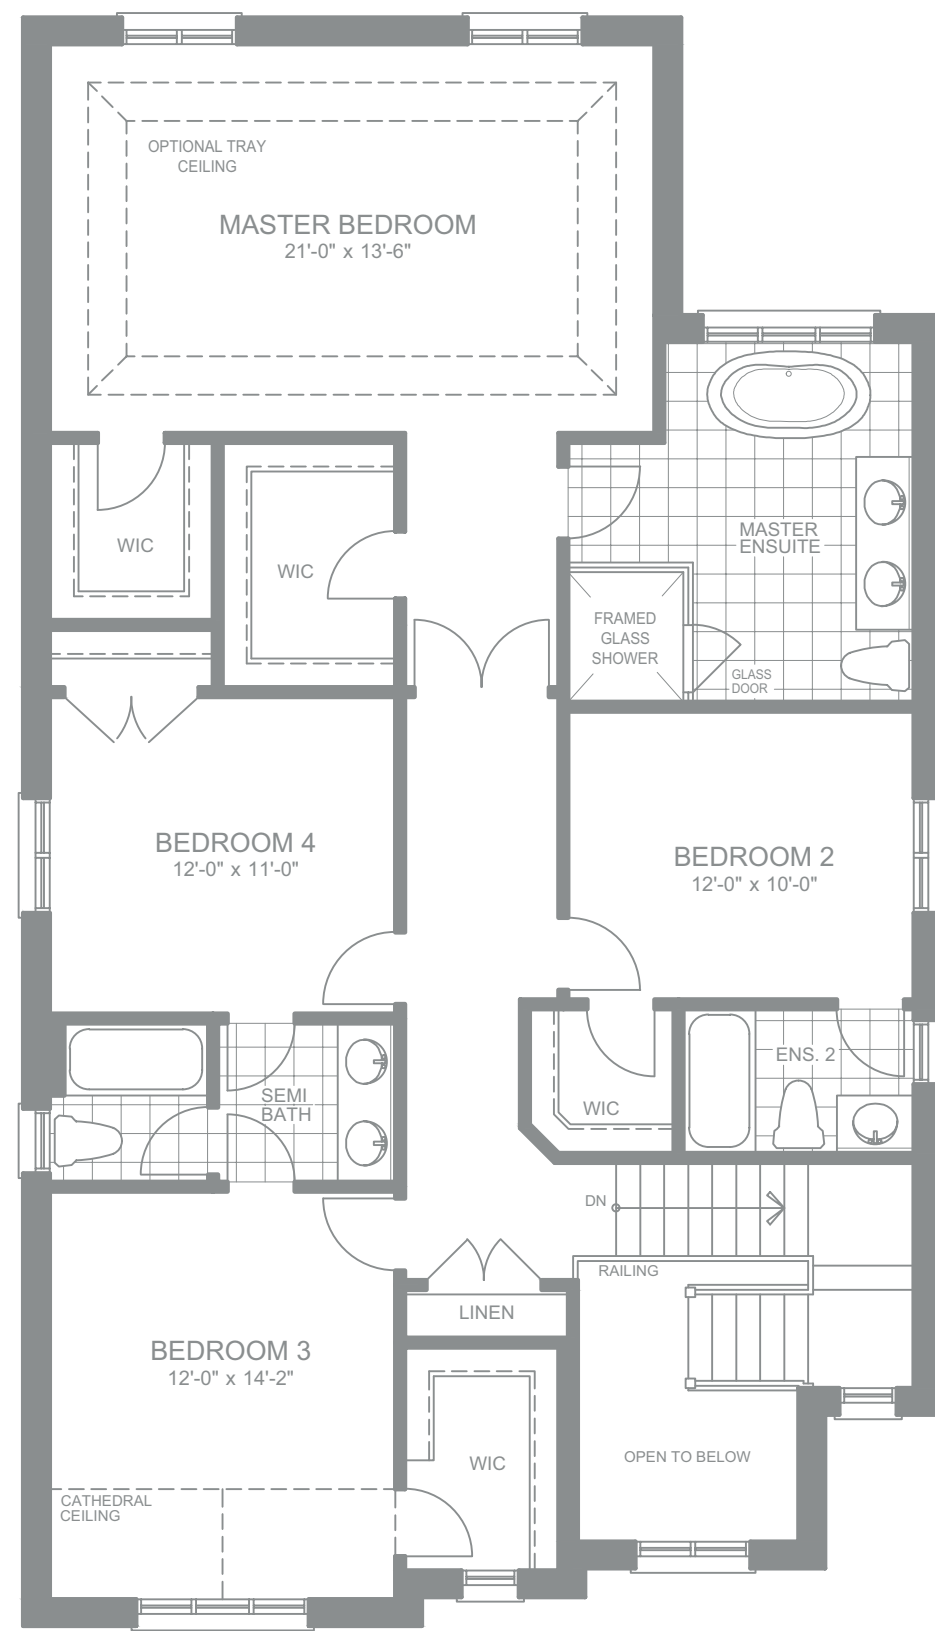 OPTIONAL TRAY
CEILING
MASTER BEDROOM
21'-0" x 13'-6"
WIC
WIC
MASTER
ENSUITE
FRAMED
GLASS
SHOWER
GLASS
DOOR
BEDROOM 4
12'-0" x 11'-0"
BEDROOM 2
12'-0" x 10'-0"
SEMI
BATH
WIC
ENS. 2
DN
RAILING
LINEN
BEDROOM 3
12'-0" x 14'-2"
WIC
OPEN TO BELOW
CATHEDRAL
CEILING